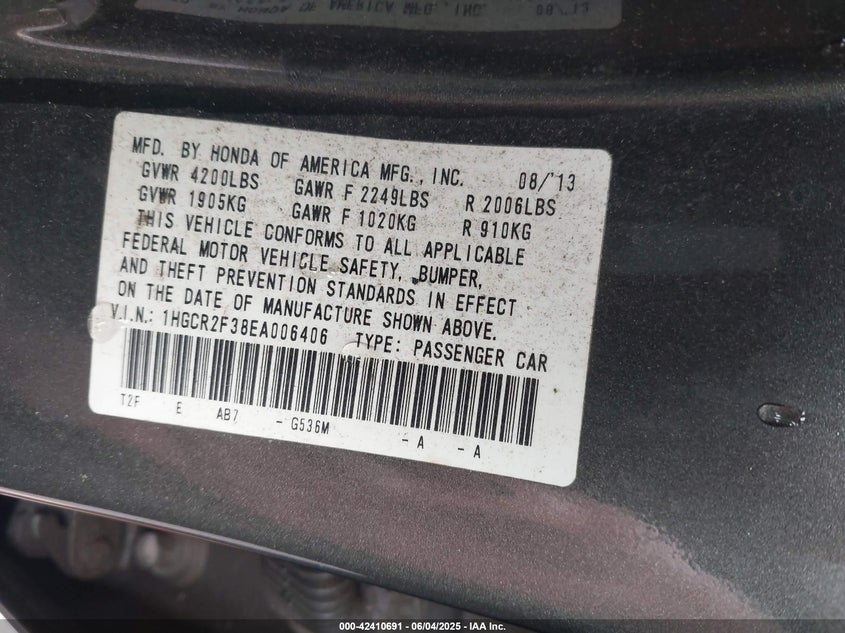 MFD. BY HONDA OF AMERICA MFG., INC. 08/'13
GVWR 4200LBS GAWR F 2249LBS R 2006LBS
GVWR 1905KG GAWR F 1020KG R 910KG
THIS VEHICLE CONFORMS TO ALL APPLICABLE
FEDERAL MOTOR VEHICLE SAFETY, BUMPER,
AND THEFT PREVENTION STANDARDS IN EFFECT
ON THE DATE OF MANUFACTURE SHOWN ABOVE.
V.I.N.: 1HGCR2F38EA006406 TYPE: PASSENGER CAR
T2F E AB7 - G536M - A - A
000-42410691 - 06/04/2025 - IAA Inc.